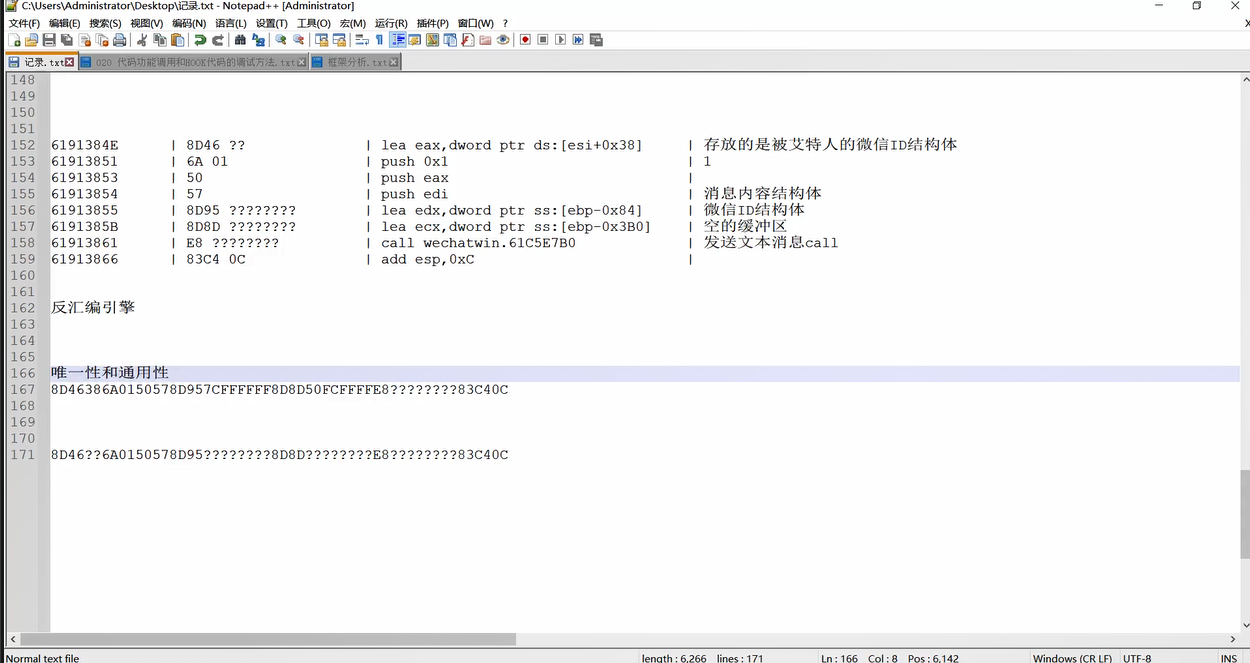 C:\Users\Administrator\Desktop\记录.txt - Notepad++ [Administrator]
文件(F) 编辑(E) 搜索(S) 视图(V) 编码(N) 语言(L) 设置(T) 工具(O) 宏(M) 运行(R) 插件(P) 窗口(W) ? X
记录.txt 020 代码功能调用和HOOK代码的调试方法.txt 框架分析.txt
148
149
150
151
152 6191384E | 8D46 ?? | lea eax,dword ptr ds:[esi+0x38] | 存放的是被艾特人的微信ID结构体
153 61913851 | 6A 01 | push 0x1 | 1
154 61913853 | 50 | push eax |
155 61913854 | 57 | push edi | 消息内容结构体
156 61913855 | 8D95 ???????? | lea edx,dword ptr ss:[ebp-0x84] | 微信ID结构体
157 6191385B | 8D8D ???????? | lea ecx,dword ptr ss:[ebp-0x3B0] | 空的缓冲区
158 61913861 | E8 ???????? | call wechatwin.61C5E7B0 | 发送文本消息call
159 61913866 | 83C4 0C | add esp,0xC |
160
161
162 反汇编引擎
163
164
165
166 唯一性和通用性
167 8D46386A0150578D957CFFFFFF8D8D50FCFFFFE8????????83C40C
168
169
170
171 8D46??6A0150578D95????????8D8D????????E8????????83C40C
Normal text file length : 6,266 lines : 171 Ln : 166 Col : 8 Pos : 6,142 Windows (CR LF) UTF-8 INS